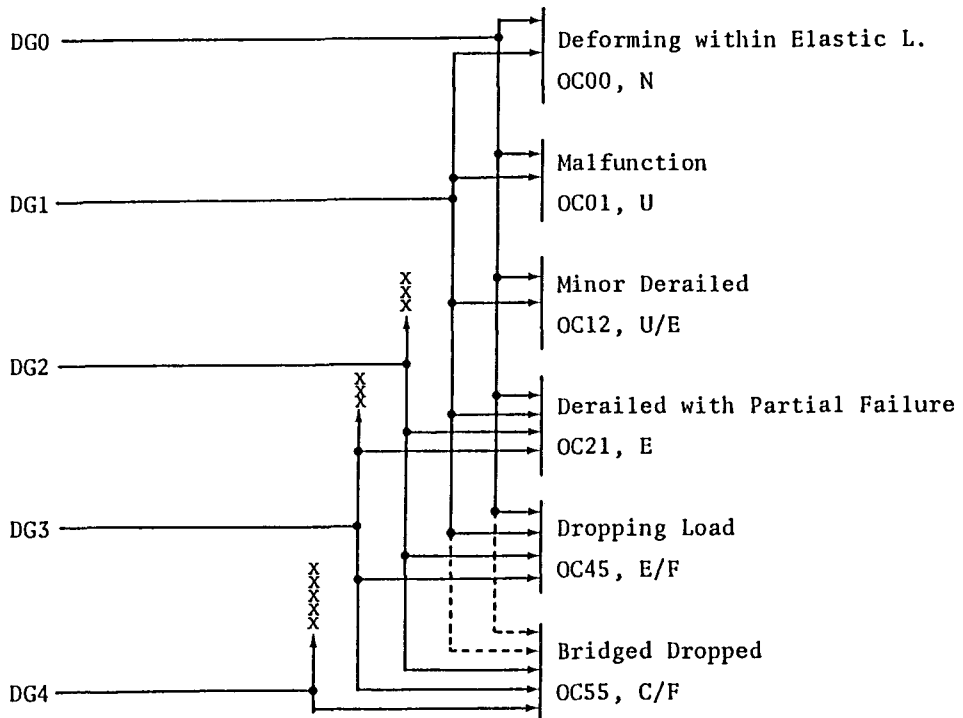 DG0
Deforming within Elastic L.
OC00, N
Malfunction
OC01, U
DG1
X
X
X
Minor Derailed
OC12, U/E
DG2
X
X
X
Derailed with Partial Failure
OC21, E
DG3
Dropping Load
OC45, E/F
X
X
X
X
X
Bridged Dropped
OC55, C/F
DG4